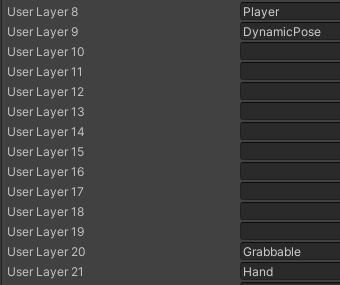 User Layer 8 Player
User Layer 9 DynamicPose
User Layer 10
User Layer 11
User Layer 12
User Layer 13
User Layer 14
User Layer 15
User Layer 16
User Layer 17
User Layer 18
User Layer 19
User Layer 20 Grabbable
User Layer 21 Hand